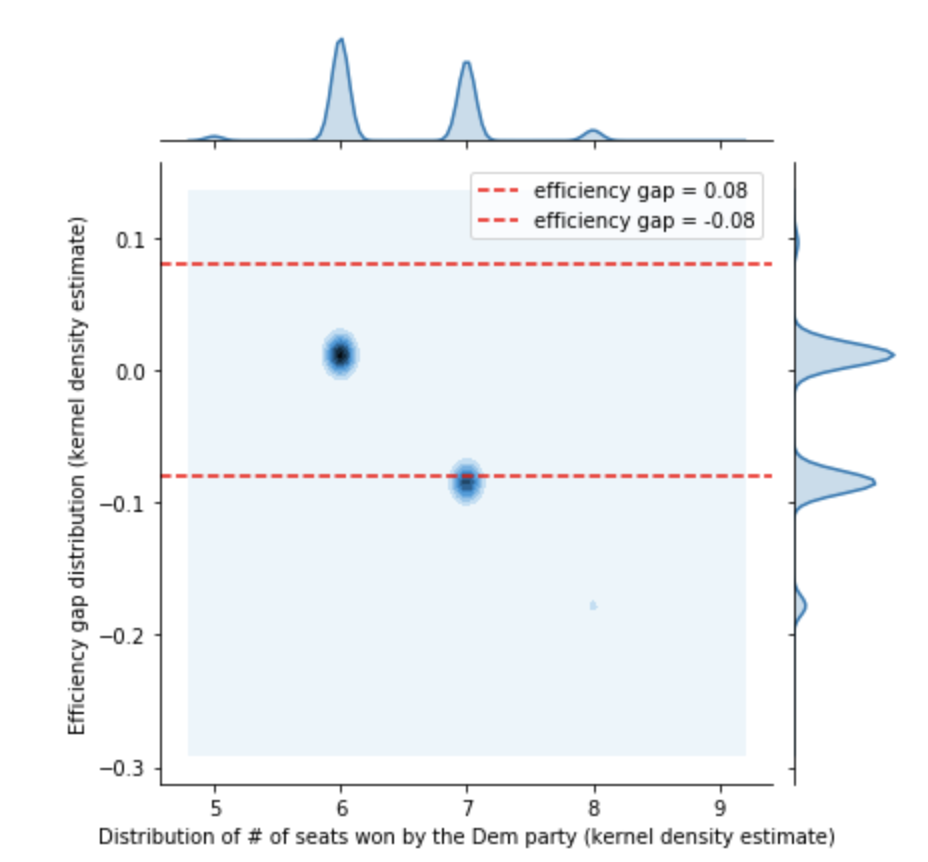 efficiency gap = 0.08
efficiency gap = -0.08
Efficiency gap distribution (kernel density estimate)
0.1
0.0
−0.1
−0.2
−0.3
5 6 7 8 9
Distribution of # of seats won by the Dem party (kernel density estimate)